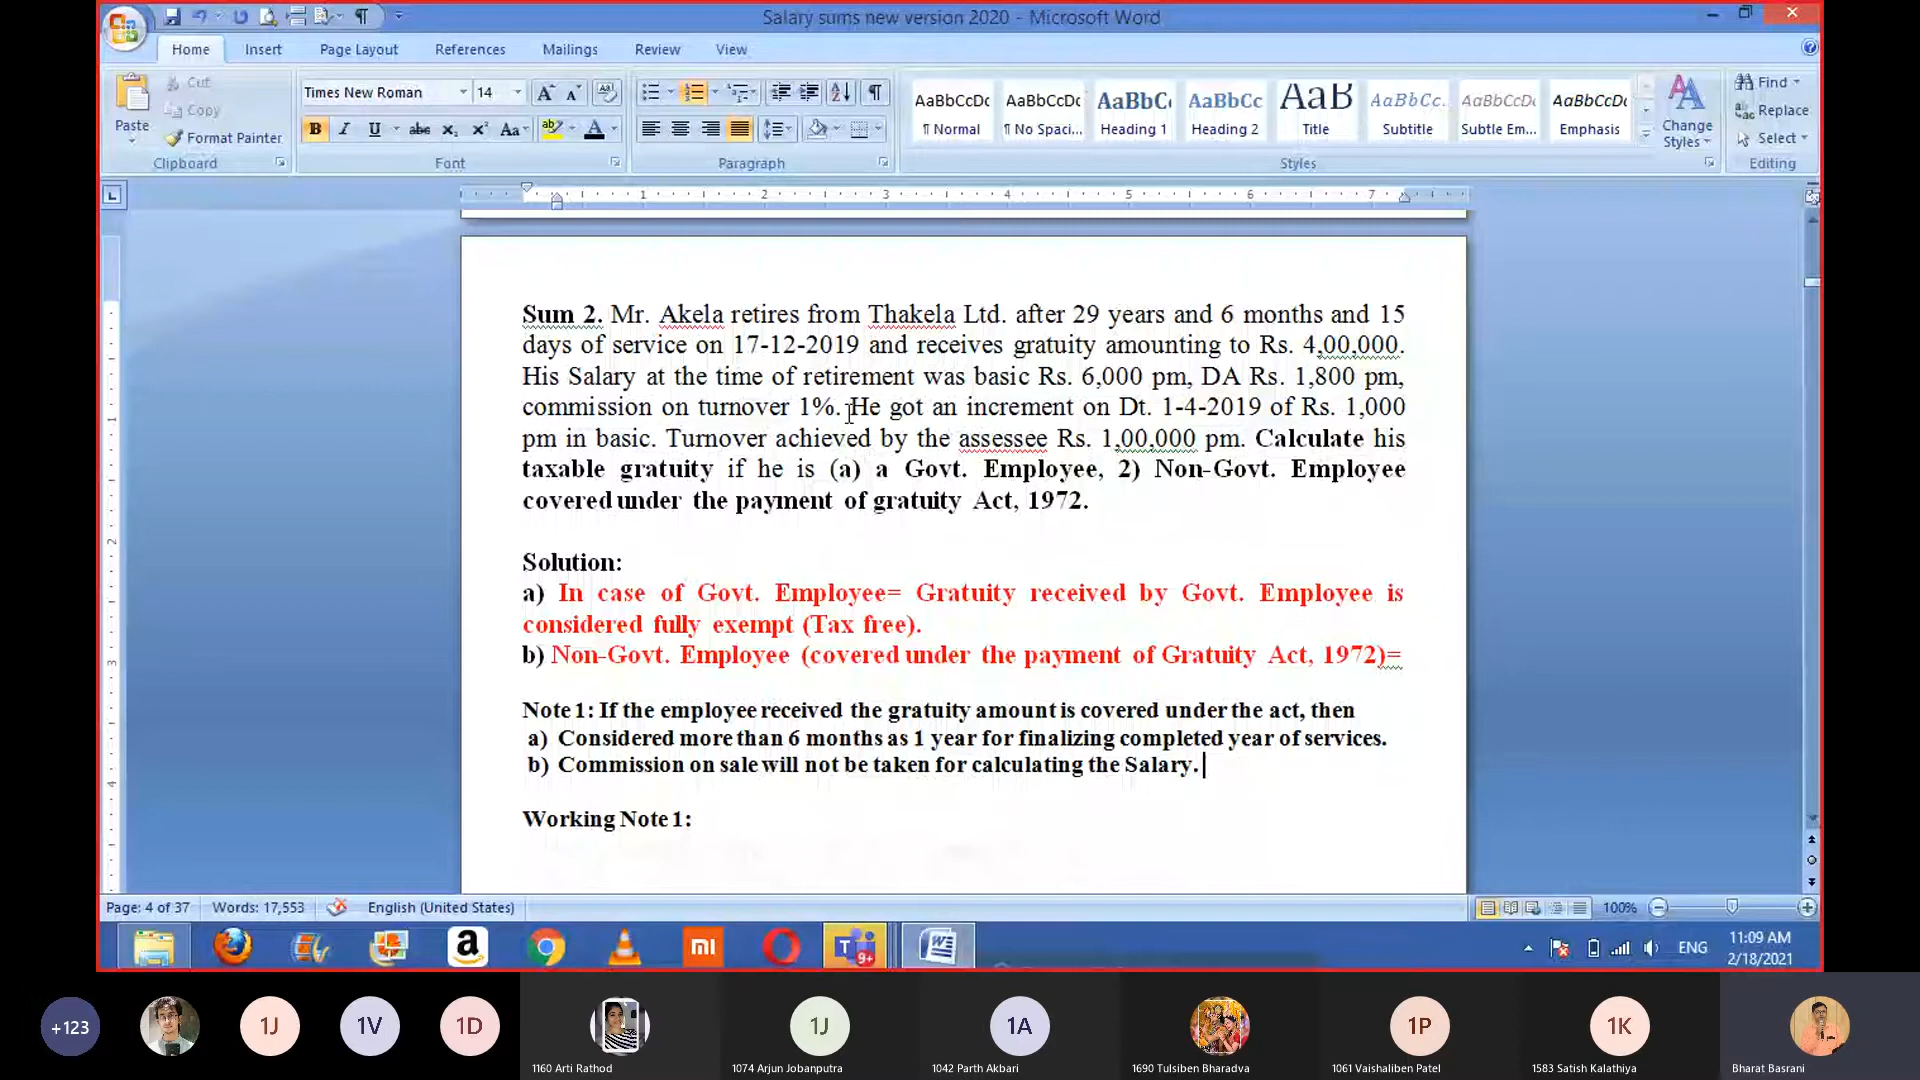 Salary sums new version 2020 - Microsoft Word
Home Insert Page Layout References Mailings Review View
Paste
Cut
Copy
Format Painter
Clipboard
Times New Roman 14
Font
Paragraph
AaBbCcDc AaBbCcDc AaBbC AaBbCc AaB AaBbCc. AaBbCcDc AaBbCcDc
¶ Normal ¶ No Spaci... Heading 1 Heading 2 Title Subtitle Subtle Em... Emphasis
Styles
Change Styles
Find
Replace
Select
Editing
1 2 3 4 5 6 7
Sum 2. Mr. Akela retires from Thakela Ltd. after 29 years and 6 months and 15
days of service on 17-12-2019 and receives gratuity amounting to Rs. 4,00,000.
His Salary at the time of retirement was basic Rs. 6,000 pm, DA Rs. 1,800 pm,
commission on turnover 1%. He got an increment on Dt. 1-4-2019 of Rs. 1,000
pm in basic. Turnover achieved by the assessee Rs. 1,00,000 pm. Calculate his
taxable gratuity if he is (a) a Govt. Employee, 2) Non-Govt. Employee
covered under the payment of gratuity Act, 1972.
Solution:
a) In case of Govt. Employee= Gratuity received by Govt. Employee is
considered fully exempt (Tax free).
b) Non-Govt. Employee (covered under the payment of Gratuity Act, 1972)=
Note 1: If the employee received the gratuity amount is covered under the act, then
a) Considered more than 6 months as 1 year for finalizing completed year of services.
b) Commission on sale will not be taken for calculating the Salary.
Working Note 1:
Page: 4 of 37 Words: 17,553 English (United States) 100%
9+ ENG 11:09 AM
2/18/2021
+123 1J 1V 1D 1J 1A 1P 1K
1160 Arti Rathod 1074 Arjun Jobanputra 1042 Parth Akbari 1690 Tulsiben Bharadva 1061 Vaishaliben Patel 1583 Satish Kalathiya Bharat Basrani